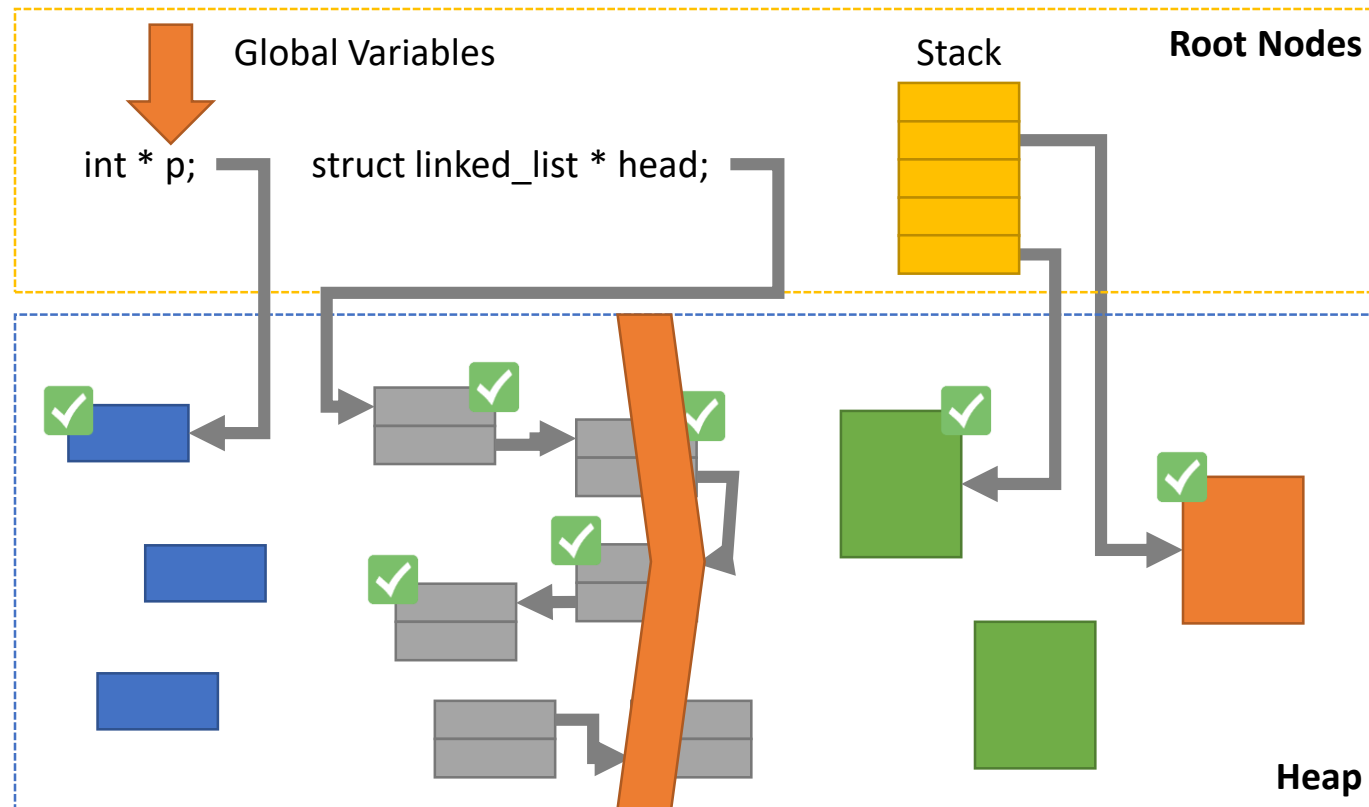 Global Variables
Stack
Root Nodes
int * p;
struct linked_list * head;
Heap